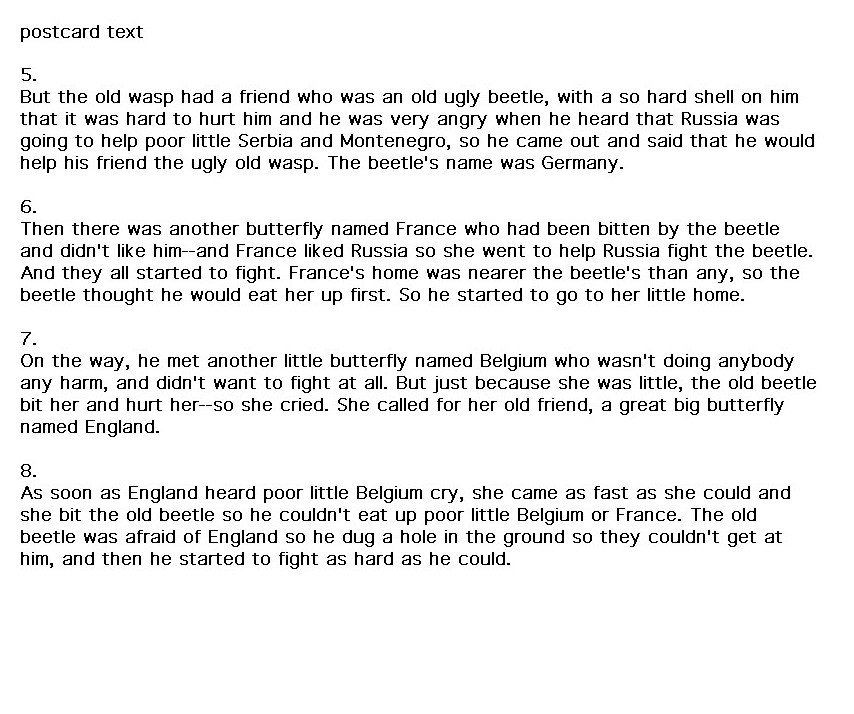 postcard text
5.
But the old wasp had a friend who was an old ugly beetle, with a so hard shell on him
that it was hard to hurt him and he was very angry when he heard that Russia was
going to help poor little Serbia and Montenegro, so he came out and said that he would
help his friend the ugly old wasp. The beetle's name was Germany.
6.
Then there was another butterfly named France who had been bitten by the beetle
and didn't like him--and France liked Russia so she went to help Russia fight the beetle.
And they all started to fight. France's home was nearer the beetle's than any, so the
beetle thought he would eat her up first. So he started to go to her little home.
7.
On the way, he met another little butterfly named Belgium who wasn't doing anybody
any harm, and didn't want to fight at all. But just because she was little, the old beetle
bit her and hurt her--so she cried. She called for her old friend, a great big butterfly
named England.
8.
As soon as England heard poor little Belgium cry, she came as fast as she could and
she bit the old beetle so he couldn't eat up poor little Belgium or France. The old
beetle was afraid of England so he dug a hole in the ground so they couldn't get at
him, and then he started to fight as hard as he could.